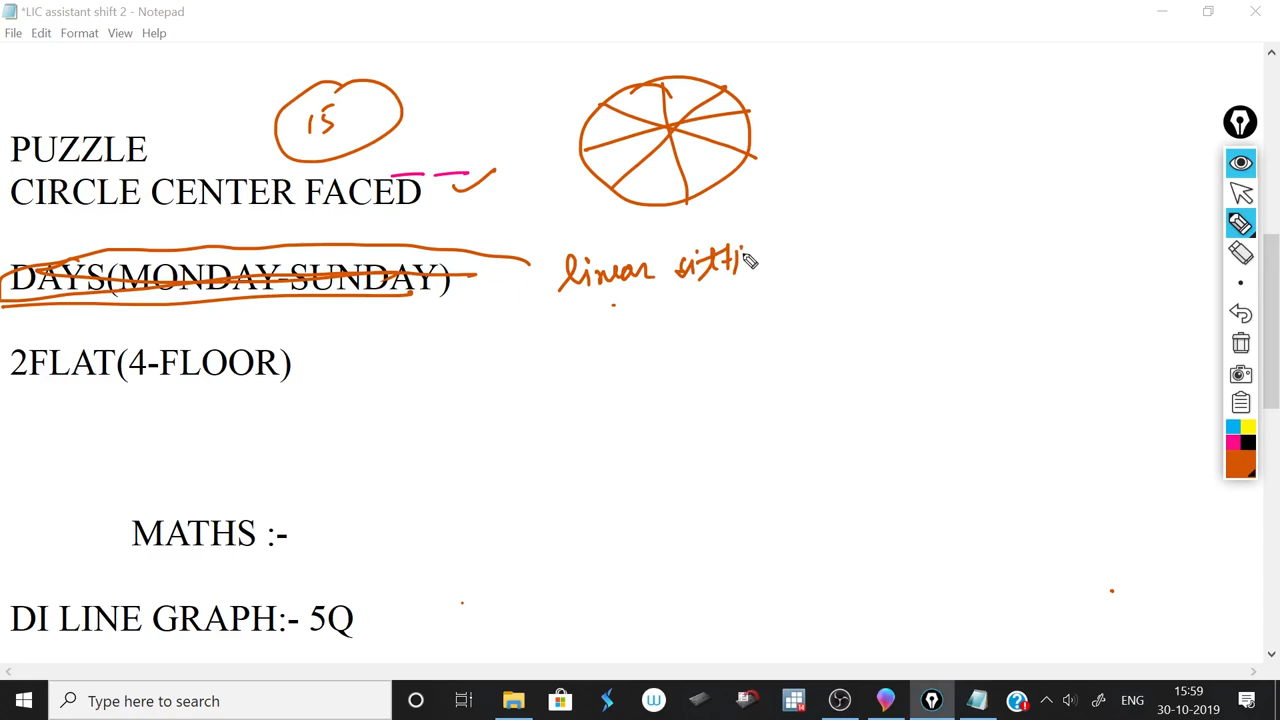 *LIC assistant shift 2 - Notepad
File Edit Format View Help
15
PUZZLE
CIRCLE CENTER FACED
DAYS(MONDAY-SUNDAY)
linear sitti
2FLAT(4-FLOOR)
MATHS :-
DI LINE GRAPH:- 5Q
Type here to search
14
ENG
15:59
30-10-2019